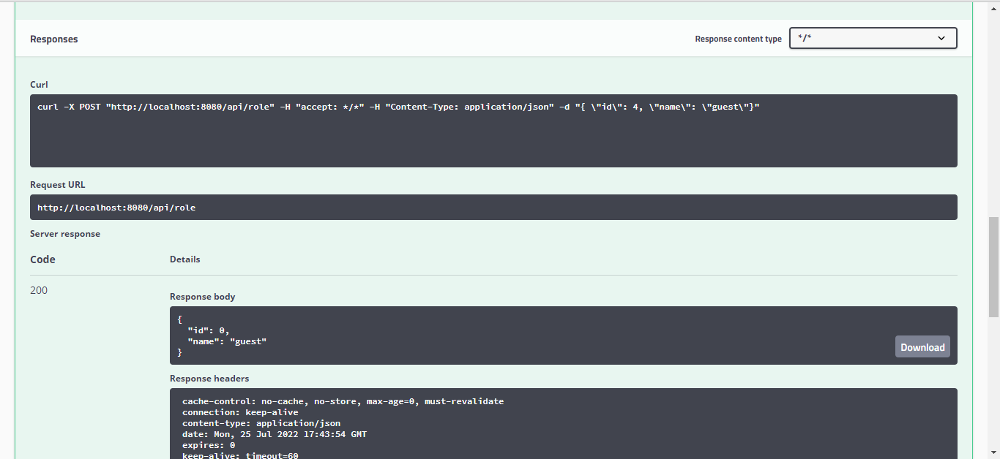 Responses
Response content type
*/*
Curl
curl -X POST "http://localhost:8080/api/role" -H "accept: */*" -H "Content-Type: application/json" -d "{ \"id\": 4, \"name\": \"guest\"}"
Request URL
http://localhost:8080/api/role
Server response
Code Details
200
Response body
{
"id": 0,
"name": "guest"
}
Download
Response headers
cache-control: no-cache, no-store, max-age=0, must-revalidate
connection: keep-alive
content-type: application/json
date: Mon, 25 Jul 2022 17:43:54 GMT
expires: 0
keep-alive: timeout=60